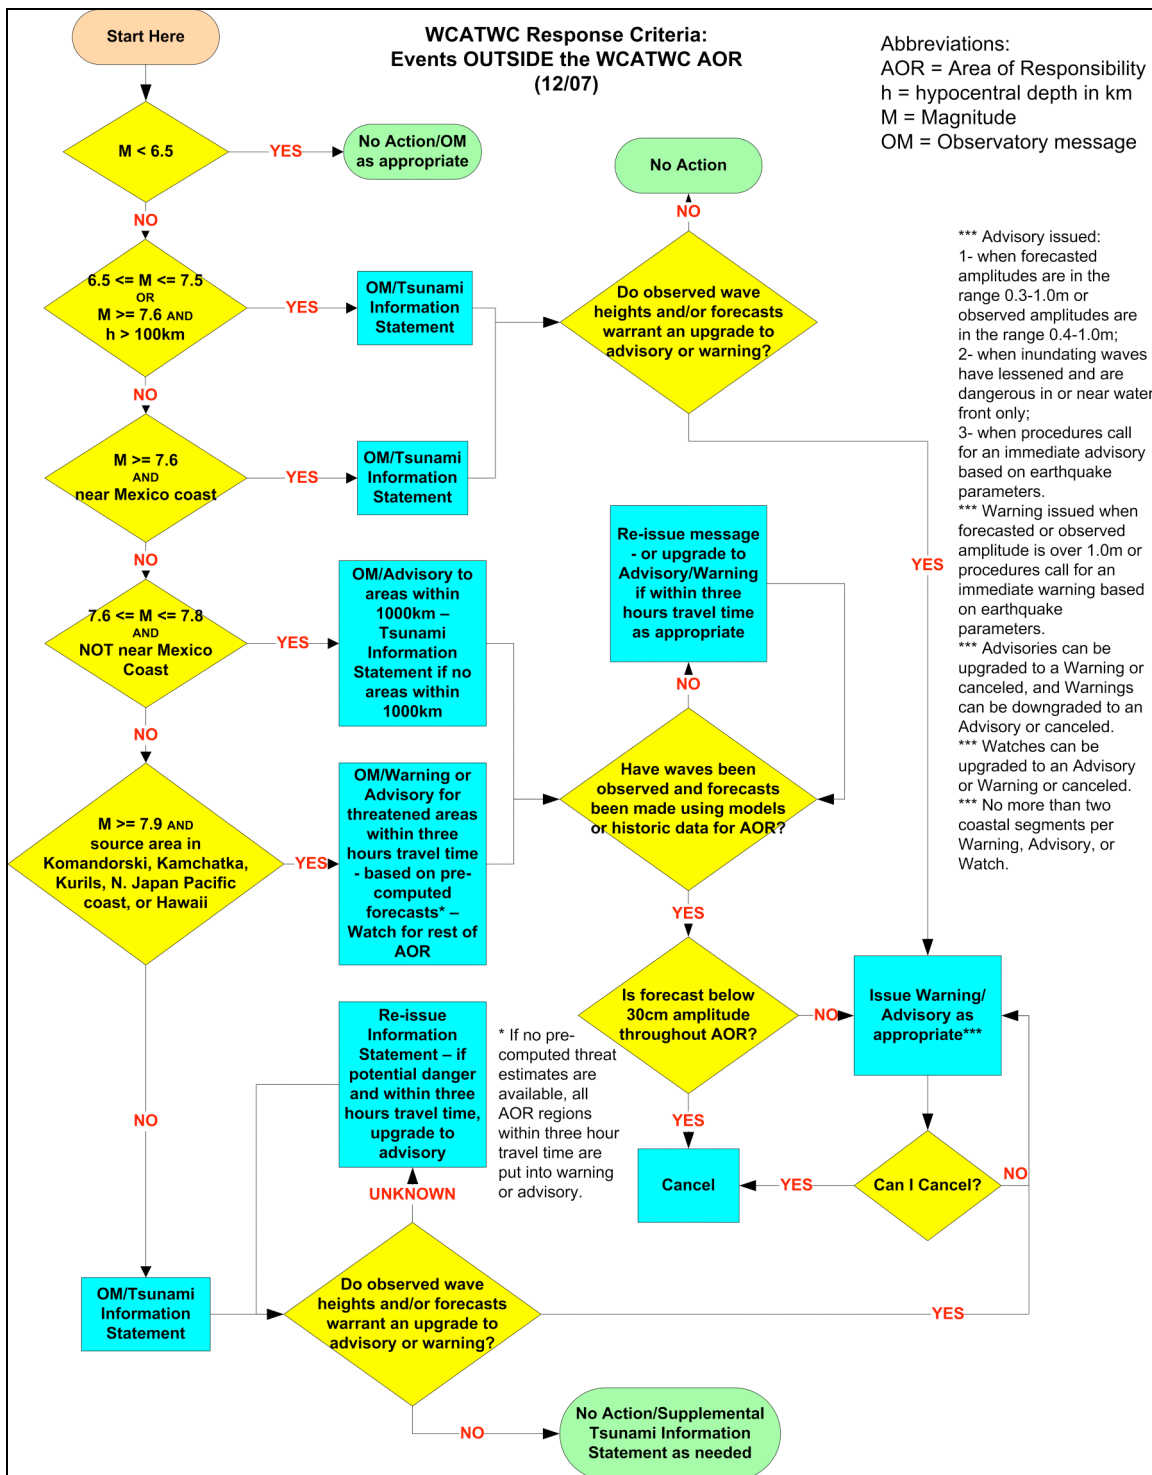 Start Here
WCATWC Response Criteria:
Events OUTSIDE the WCATWC AOR
(12/07)
Abbreviations:
AOR = Area of Responsibility
h = hypocentral depth in km
M = Magnitude
OM = Observatory message
M < 6.5
YES
No Action/OM
as appropriate
No Action
NO
NO
6.5 <= M <= 7.5
OR
M >= 7.6 AND
h > 100km
YES
OM/Tsunami
Information
Statement
Do observed wave
heights and/or forecasts
warrant an upgrade to
advisory or warning?
*** Advisory issued:
1- when forecasted
amplitudes are in the
range 0.3-1.0m or
observed amplitudes are
in the range 0.4-1.0m;
2- when inundating waves
have lessened and are
dangerous in or near water
front only;
3- when procedures call
for an immediate advisory
based on earthquake
parameters.
*** Warning issued when
forecasted or observed
amplitude is over 1.0m or
procedures call for an
immediate warning based
on earthquake
parameters.
*** Advisories can be
upgraded to a Warning or
canceled, and Warnings
can be downgraded to an
Advisory or canceled.
*** Watches can be
upgraded to an Advisory
or Warning or canceled.
*** No more than two
coastal segments per
Warning, Advisory, or
Watch.
NO
M >= 7.6
AND
near Mexico coast
YES
OM/Tsunami
Information
Statement
NO
7.6 <= M <= 7.8
AND
NOT near Mexico
Coast
YES
OM/Advisory to
areas within
1000km –
Tsunami
Information
Statement if no
areas within
1000km
Re-issue message
- or upgrade to
Advisory/Warning
if within three
hours travel time
as appropriate
YES
NO
NO
M >= 7.9 AND
source area in
Komandorski, Kamchatka,
Kurils, N. Japan Pacific
coast, or Hawaii
YES
OM/Warning or
Advisory for
threatened areas
within three
hours travel time
- based on pre-
computed
forecasts* –
Watch for rest of
AOR
Have waves been
observed and forecasts
been made using models
or historic data for AOR?
YES
Is forecast below
30cm amplitude
throughout AOR?
NO
Issue Warning/
Advisory as
appropriate***
Re-issue
Information
Statement – if
potential danger
and within three
hours travel time,
upgrade to
advisory
* If no pre-
computed threat
estimates are
available, all
AOR regions
within three hour
travel time are
put into warning
or advisory.
NO
YES
Cancel
YES
Can I Cancel?
NO
UNKNOWN
OM/Tsunami
Information
Statement
Do observed wave
heights and/or forecasts
warrant an upgrade to
advisory or warning?
YES
NO
No Action/Supplemental
Tsunami Information
Statement as needed